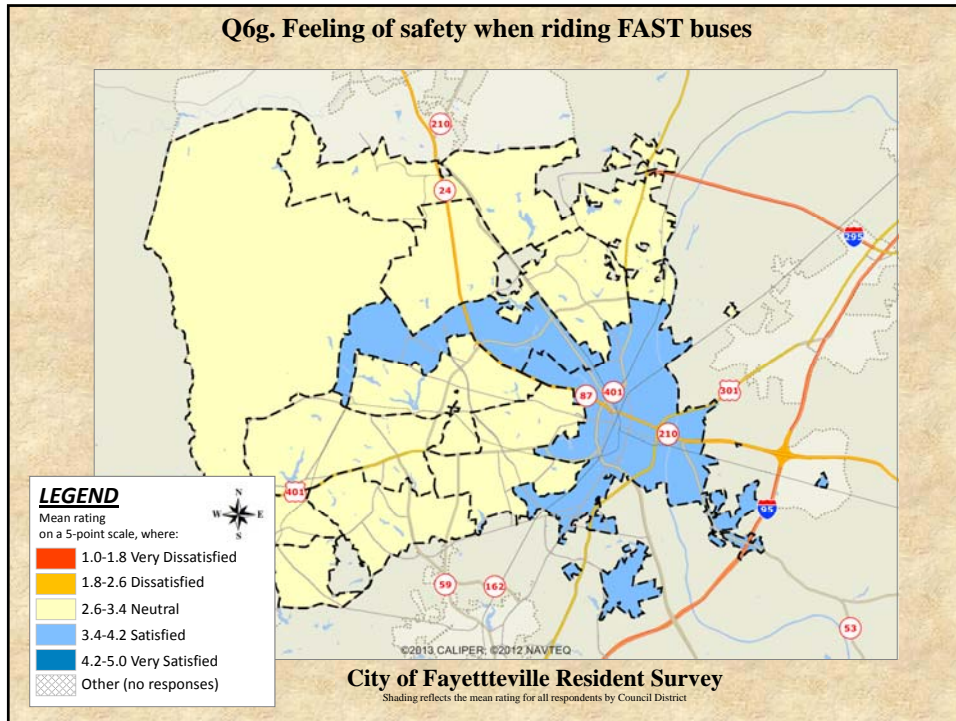 Q6g. Feeling of safety when riding FAST buses
210
24
295
87
401
301
210
401
95
59
162
53
LEGEND
Mean rating
on a 5-point scale, where:
N
W E
S
1.0-1.8 Very Dissatisfied
1.8-2.6 Dissatisfied
2.6-3.4 Neutral
3.4-4.2 Satisfied
4.2-5.0 Very Satisfied
Other (no responses)
©2013 CALIPER; ©2012 NAVTEQ
City of Fayettteville Resident Survey
Shading reflects the mean rating for all respondents by Council District